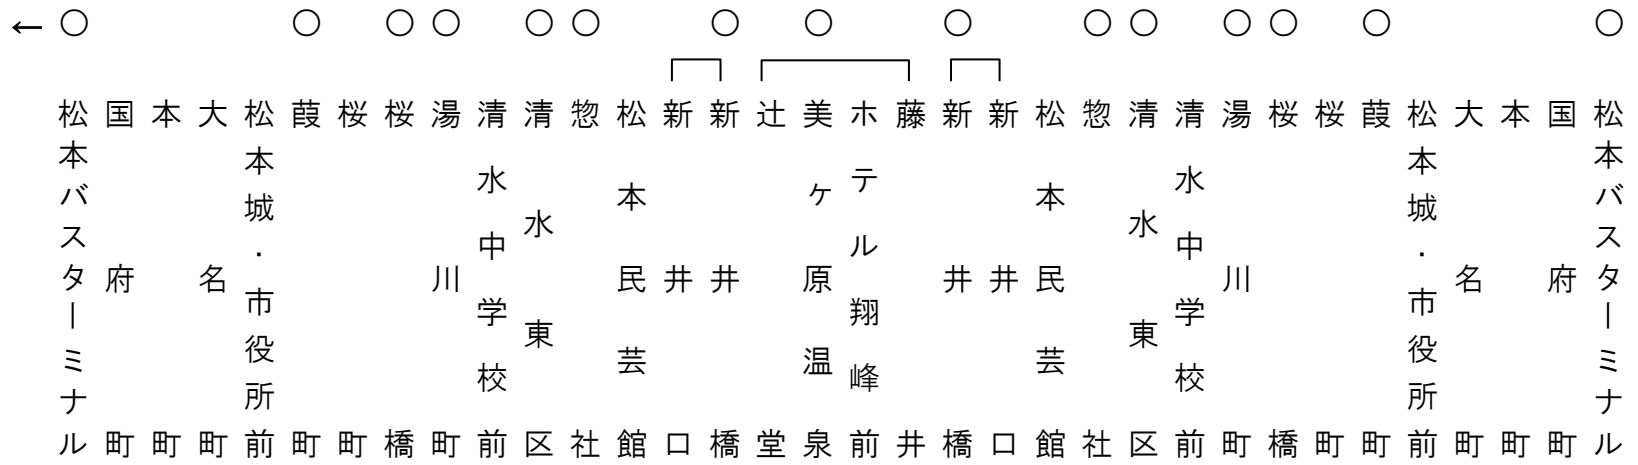 松本バスターミナル
国府町
本町
大名町
松本城・市役所前
葭町
桜町
桜橋
湯川町
清水中学校前
清水東区
惣社
松本民芸館
新井口
新井橋
藤井
ホテル翔峰前
美ヶ原温泉
辻堂
新井橋
新井口
松本民芸館
惣社
清水東区
清水中学校前
湯川町
桜橋
桜町
葭町
松本城・市役所前
大名町
本町
国府町
松本バスターミナル